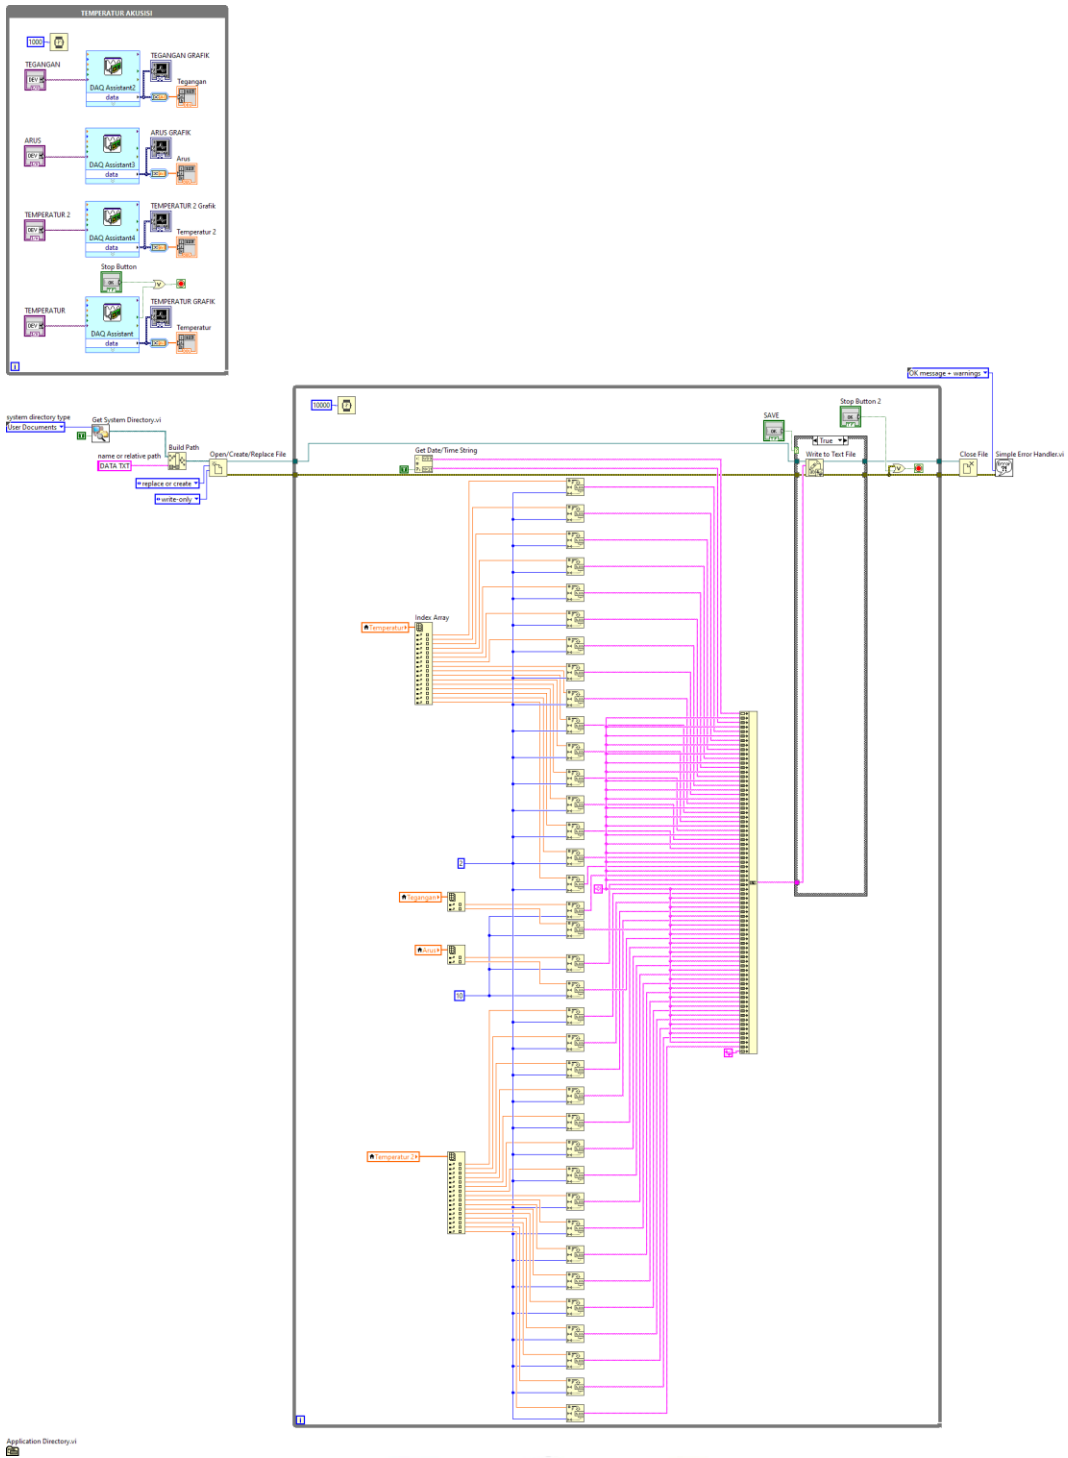 TEMPERATUR AKUSISI
1000
TEGANGAN
DAQ Assistant2
data
TEGANGAN GRAFIK
Tegangan
ARUS
DAQ Assistant3
data
ARUS GRAFIK
Arus
TEMPERATUR 2
DAQ Assistant4
data
TEMPERATUR 2 Grafik
Temperatur 2
Stop Button
TEMPERATUR
DAQ Assistant
data
TEMPERATUR GRAFIK
Temperatur
i
OK message + warnings
system directory type
User Documents
Get System Directory.vi
Build Path
name or relative path
DATA TXT
Open/Create/Replace File
replace or create
write-only
10000
Get Date/Time String
SAVE
Stop Button 2
True
Write to Text File
Close File
Simple Error Handler.vi
Index Array
Temperatur
2
Tegangan
Arus
10
Temperatur 2
i
Application Directory.vi